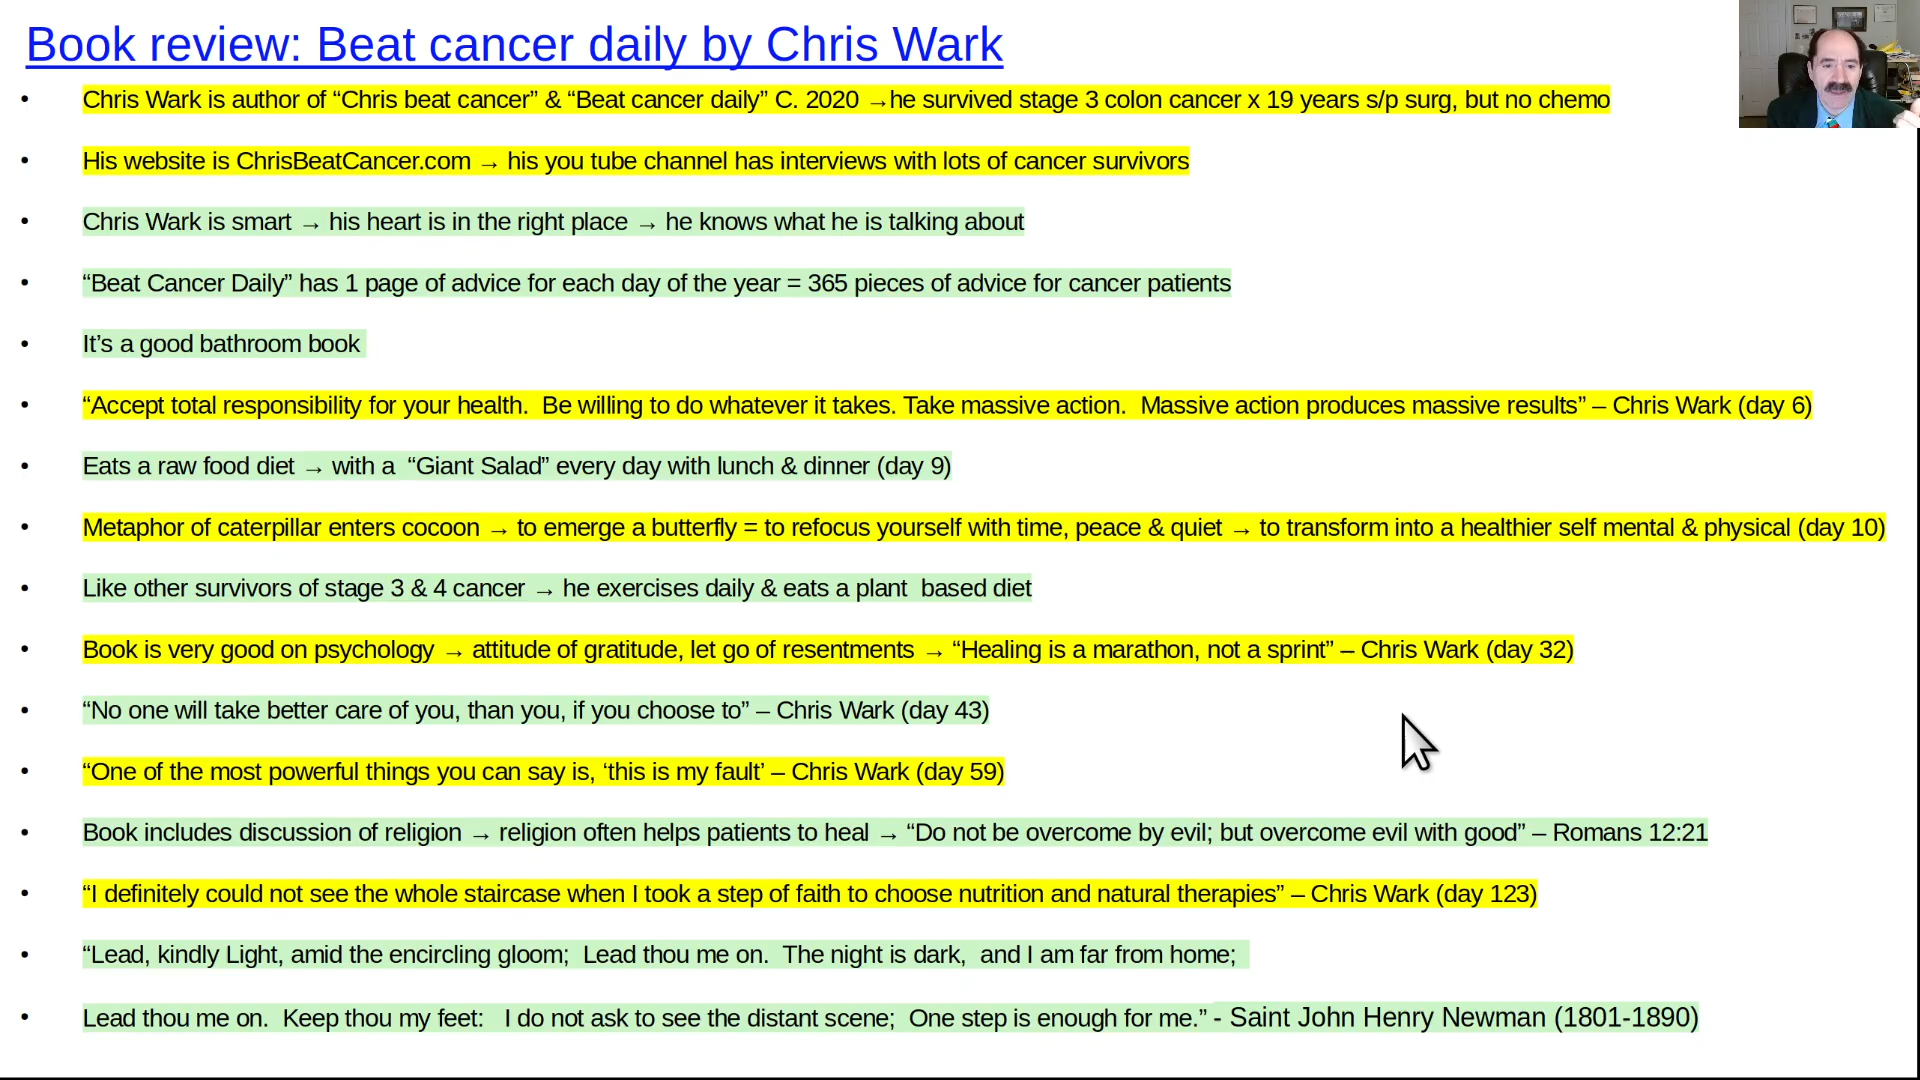 Book review: Beat cancer daily by Chris Wark
• Chris Wark is author of “Chris beat cancer” & “Beat cancer daily” C. 2020 →he survived stage 3 colon cancer x 19 years s/p surg, but no chemo
• His website is ChrisBeatCancer.com → his you tube channel has interviews with lots of cancer survivors
• Chris Wark is smart → his heart is in the right place → he knows what he is talking about
• “Beat Cancer Daily” has 1 page of advice for each day of the year = 365 pieces of advice for cancer patients
• It’s a good bathroom book
• “Accept total responsibility for your health.  Be willing to do whatever it takes. Take massive action.  Massive action produces massive results” – Chris Wark (day 6)
• Eats a raw food diet → with a  “Giant Salad” every day with lunch & dinner (day 9)
• Metaphor of caterpillar enters cocoon → to emerge a butterfly = to refocus yourself with time, peace & quiet → to transform into a healthier self mental & physical (day 10)
• Like other survivors of stage 3 & 4 cancer → he exercises daily & eats a plant  based diet
• Book is very good on psychology → attitude of gratitude, let go of resentments → “Healing is a marathon, not a sprint” – Chris Wark (day 32)
• “No one will take better care of you, than you, if you choose to” – Chris Wark (day 43)
• “One of the most powerful things you can say is, ‘this is my fault’ – Chris Wark (day 59)
• Book includes discussion of religion → religion often helps patients to heal → “Do not be overcome by evil; but overcome evil with good” – Romans 12:21
• “I definitely could not see the whole staircase when I took a step of faith to choose nutrition and natural therapies” – Chris Wark (day 123)
• “Lead, kindly Light, amid the encircling gloom;  Lead thou me on.  The night is dark,  and I am far from home;
• Lead thou me on.  Keep thou my feet:   I do not ask to see the distant scene;  One step is enough for me.” - Saint John Henry Newman (1801-1890)